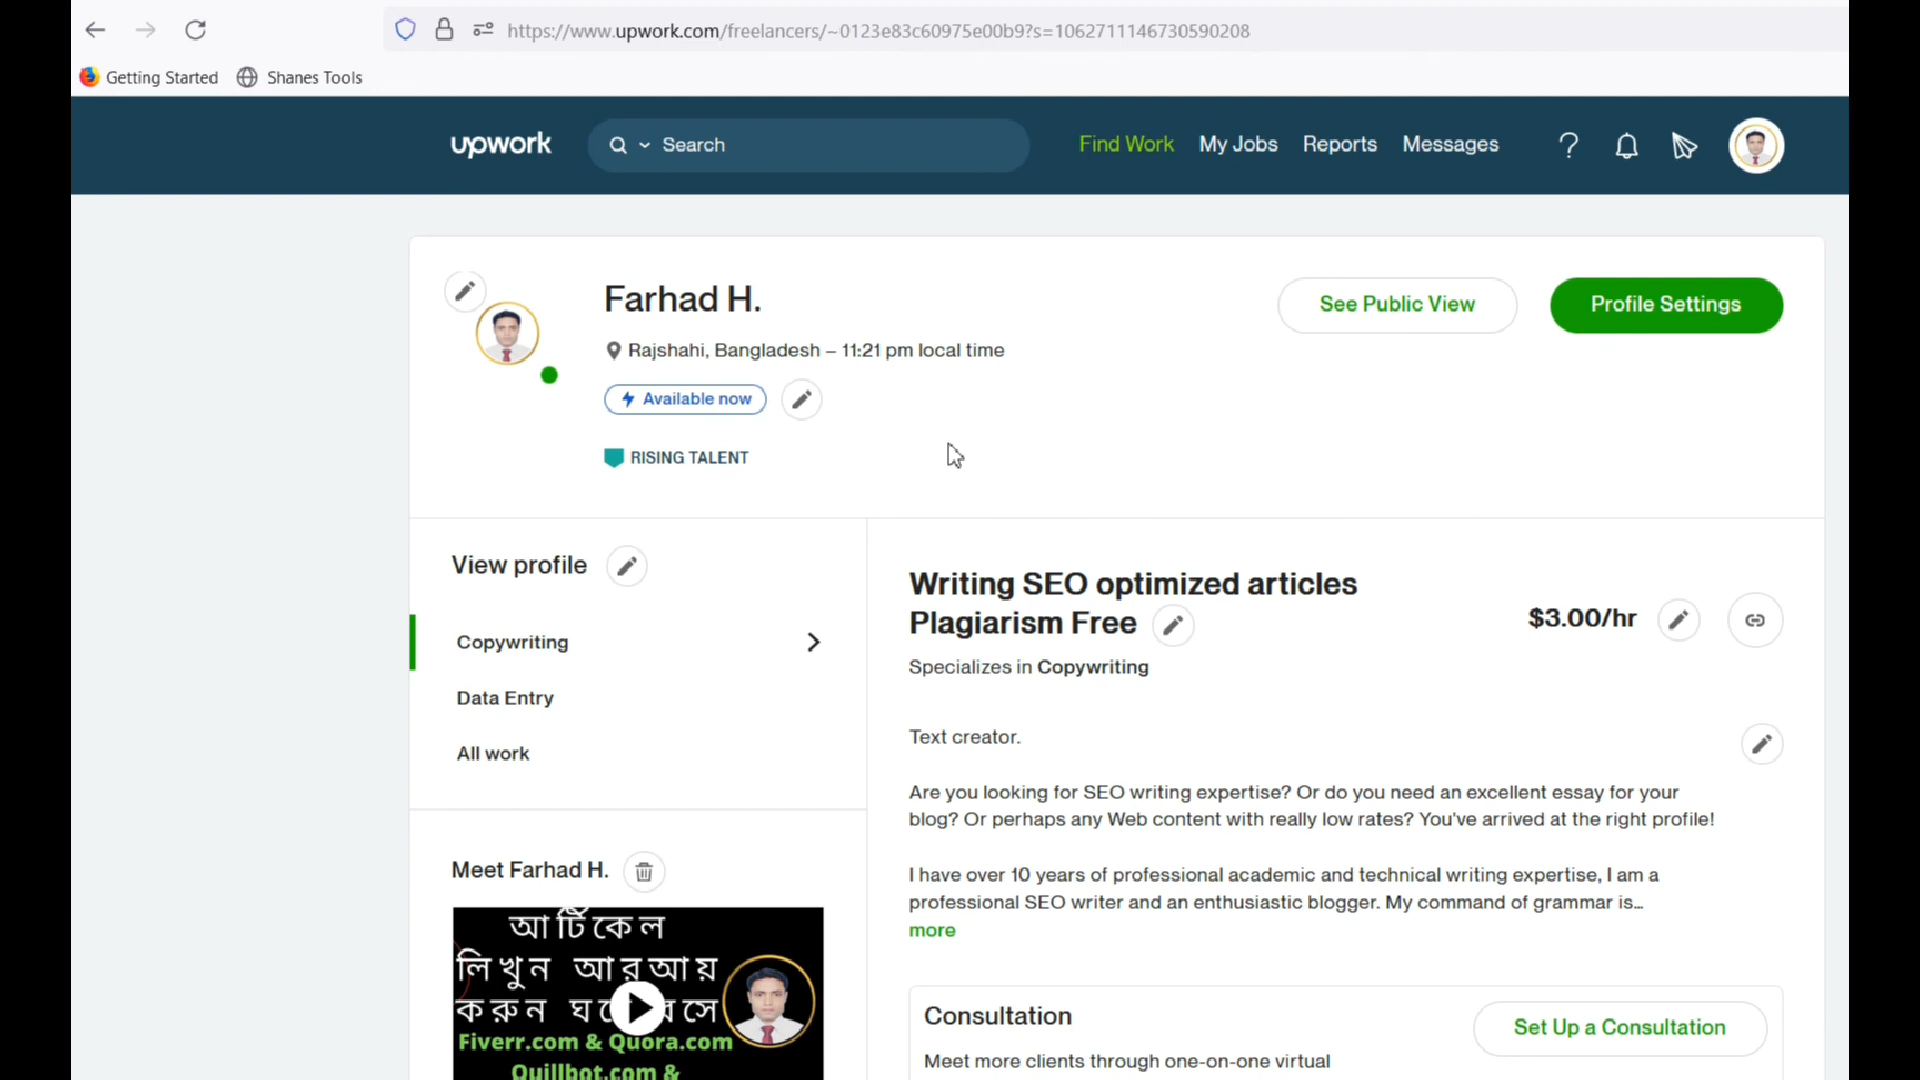 https://www.upwork.com/freelancers/~0123e83c60975e00b9?s=1062711146730590208
Getting Started
Shanes Tools
upwork
Search
Find Work
My Jobs
Reports
Messages
Farhad H.
Rajshahi, Bangladesh – 11:21 pm local time
Available now
RISING TALENT
See Public View
Profile Settings
View profile
Copywriting
Data Entry
All work
Meet Farhad H.
আর্টিকেল
লিখুন আর আয়
করুন ঘরে বসে
Fiverr.com & Quora.com
Quillbot.com &
Writing SEO optimized articles
Plagiarism Free
$3.00/hr
Specializes in Copywriting
Text creator.
Are you looking for SEO writing expertise? Or do you need an excellent essay for your
blog? Or perhaps any Web content with really low rates? You've arrived at the right profile!
I have over 10 years of professional academic and technical writing expertise, I am a
professional SEO writer and an enthusiastic blogger. My command of grammar is...
more
Consultation
Set Up a Consultation
Meet more clients through one-on-one virtual